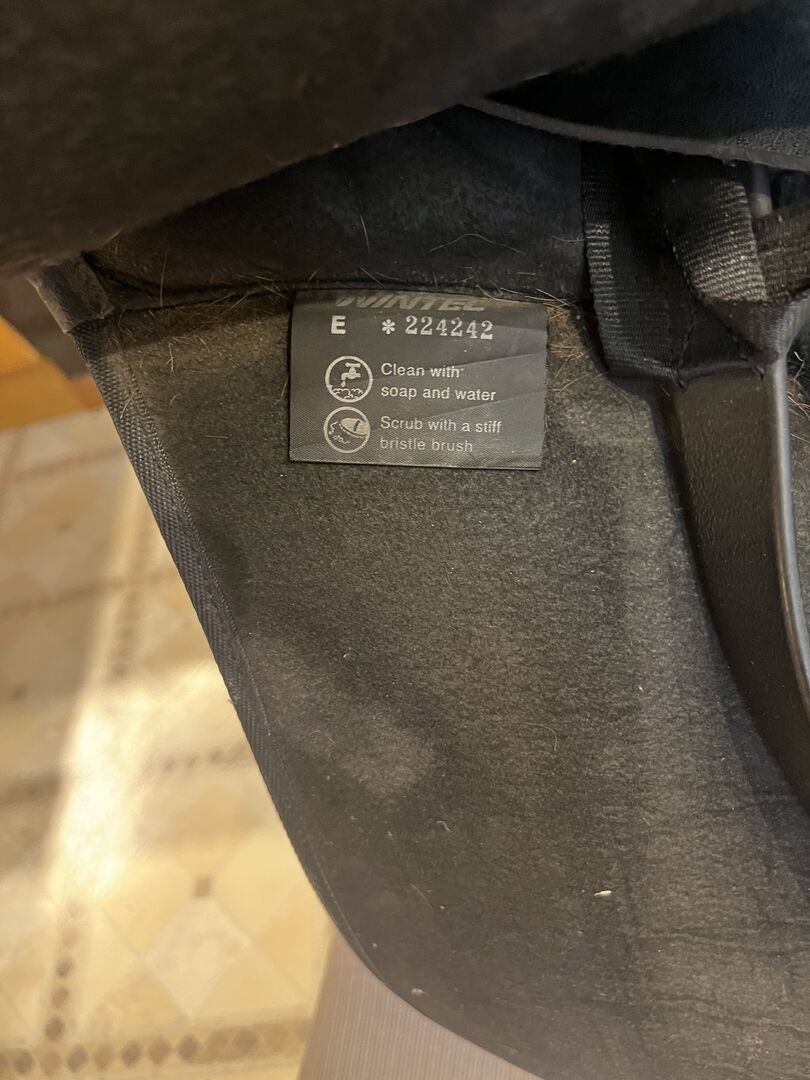 WINTEC
E * 224242
Clean with
soap and water
Scrub with a stiff
bristle brush